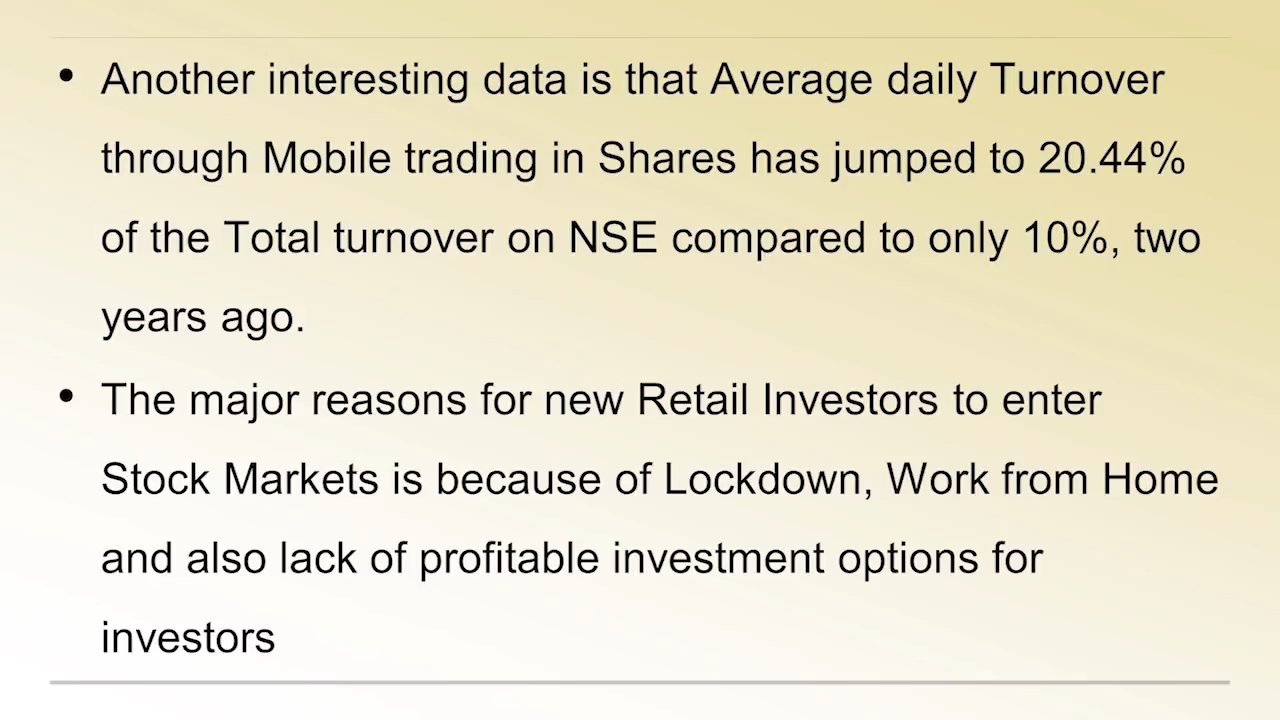 • Another interesting data is that Average daily Turnover
through Mobile trading in Shares has jumped to 20.44%
of the Total turnover on NSE compared to only 10%, two
years ago.
• The major reasons for new Retail Investors to enter
Stock Markets is because of Lockdown, Work from Home
and also lack of profitable investment options for
investors